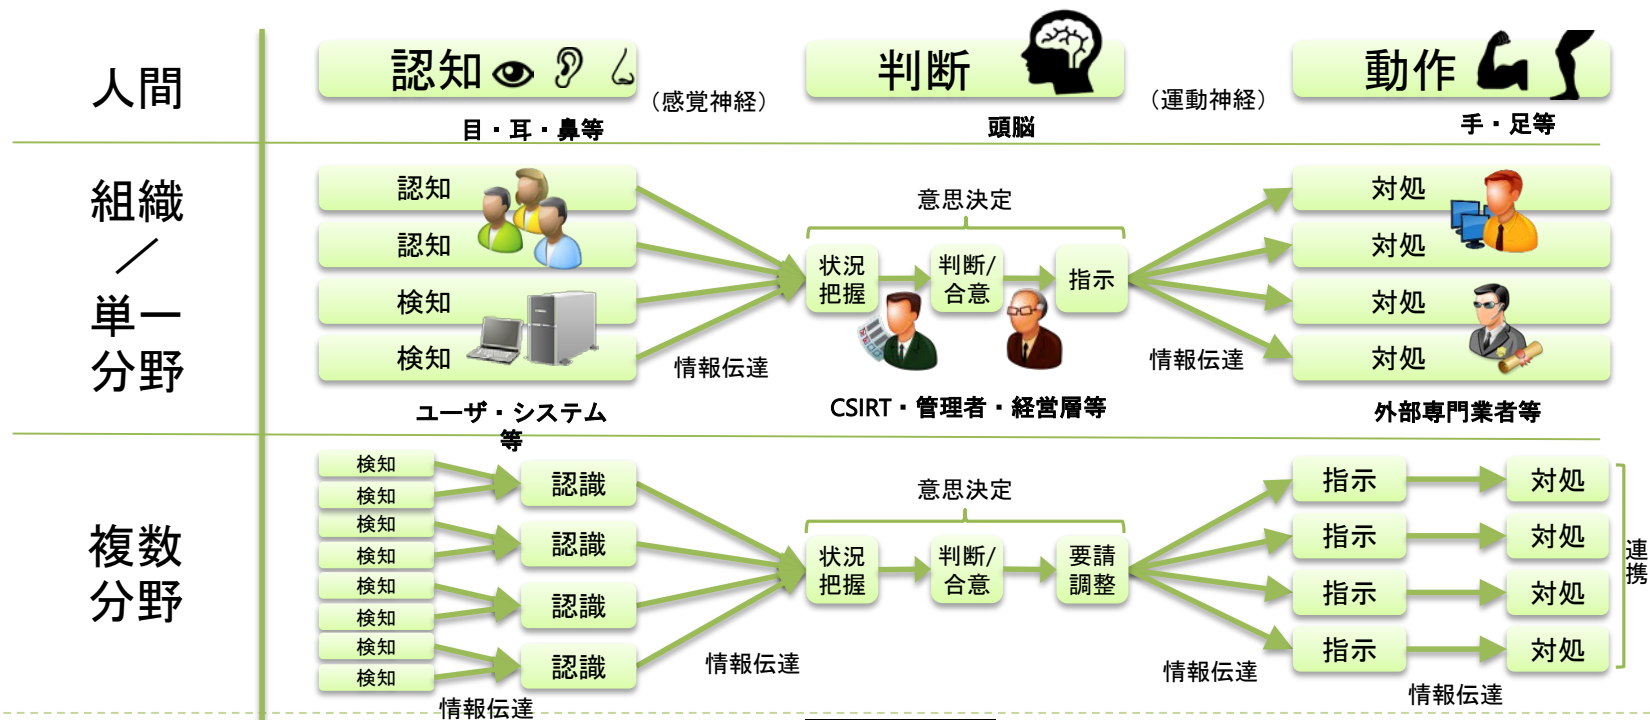 人間
認知
(感覚神経)
判断
(運動神経)
動作
目・耳・鼻等
頭脳
手・足等
組織
／
単一
分野
認知
認知
検知
検知
情報伝達
ユーザ・システム
等
意思決定
状況
把握
判断/
合意
指示
CSIRT・管理者・経営層等
情報伝達
対処
対処
対処
対処
外部専門業者等
複数
分野
検知
検知
検知
検知
検知
検知
検知
検知
情報伝達
認識
認識
認識
認識
情報伝達
意思決定
状況
把握
判断/
合意
要請
調整
情報伝達
指示
指示
指示
指示
情報伝達
対処
対処
対処
対処
連
携